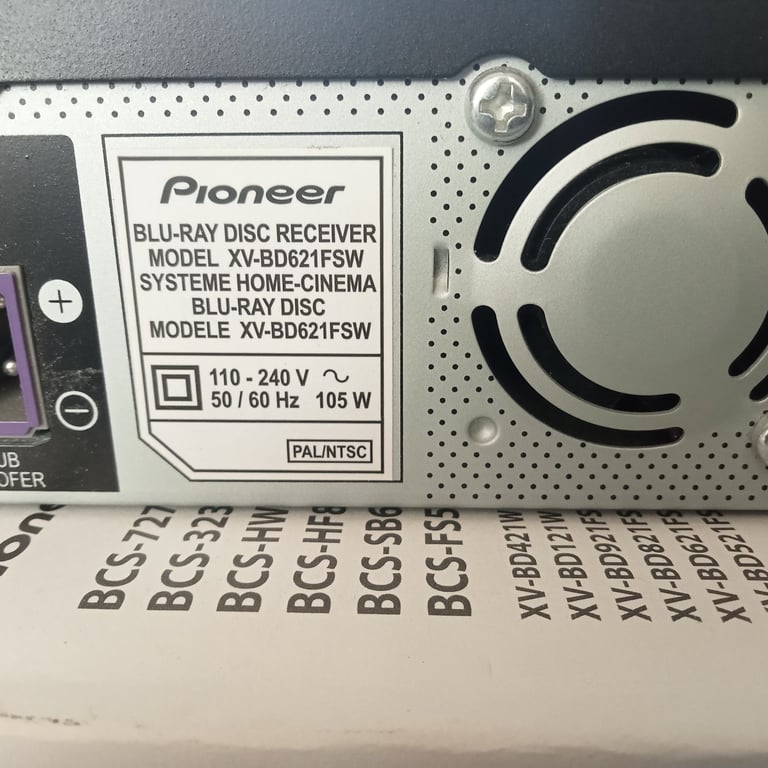 Pioneer
BLU-RAY DISC RECEIVER
MODEL XV-BD621FSW
SYSTEME HOME-CINEMA
BLU-RAY DISC
MODELE XV-BD621FSW
110 - 240 V ~
50 / 60 Hz 105 W
PAL/NTSC
+
-
UB
OFER
BCS-727
BCS-323
BCS-HW
BCS-HF8
BCS-SB6
BCS-FS5
XV-BD421W
XV-BD121W
XV-BD921FS
XV-BD821FS
XV-BD621FS
XV-BD521FS